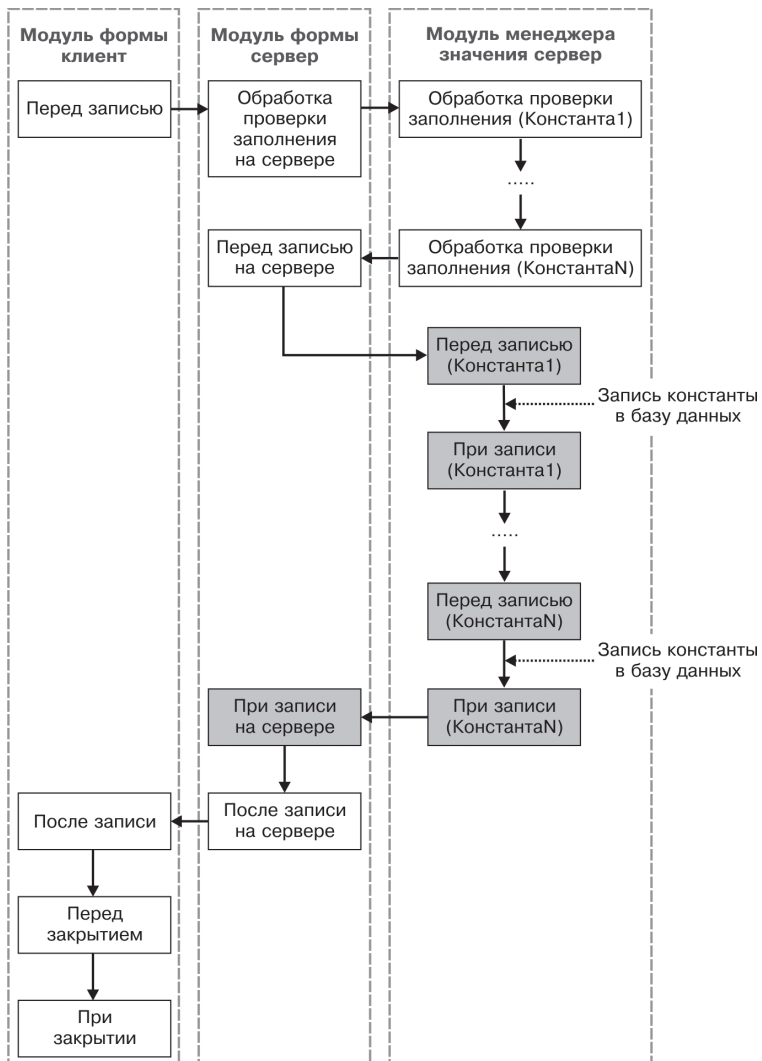 Модуль формы
клиент
Модуль формы
сервер
Модуль менеджера
значения сервер
Перед записью
Обработка
проверки
заполнения
на сервере
Обработка проверки
заполнения (Константа1)
.....
Перед записью
на сервере
Обработка проверки
заполнения (КонстантаN)
Перед записью
(Константа1)
Запись константы
в базу данных
При записи
(Константа1)
.....
Перед записью
(КонстантаN)
Запись константы
в базу данных
При записи
на сервере
При записи
(КонстантаN)
После записи
После записи
на сервере
Перед
закрытием
При
закрытии